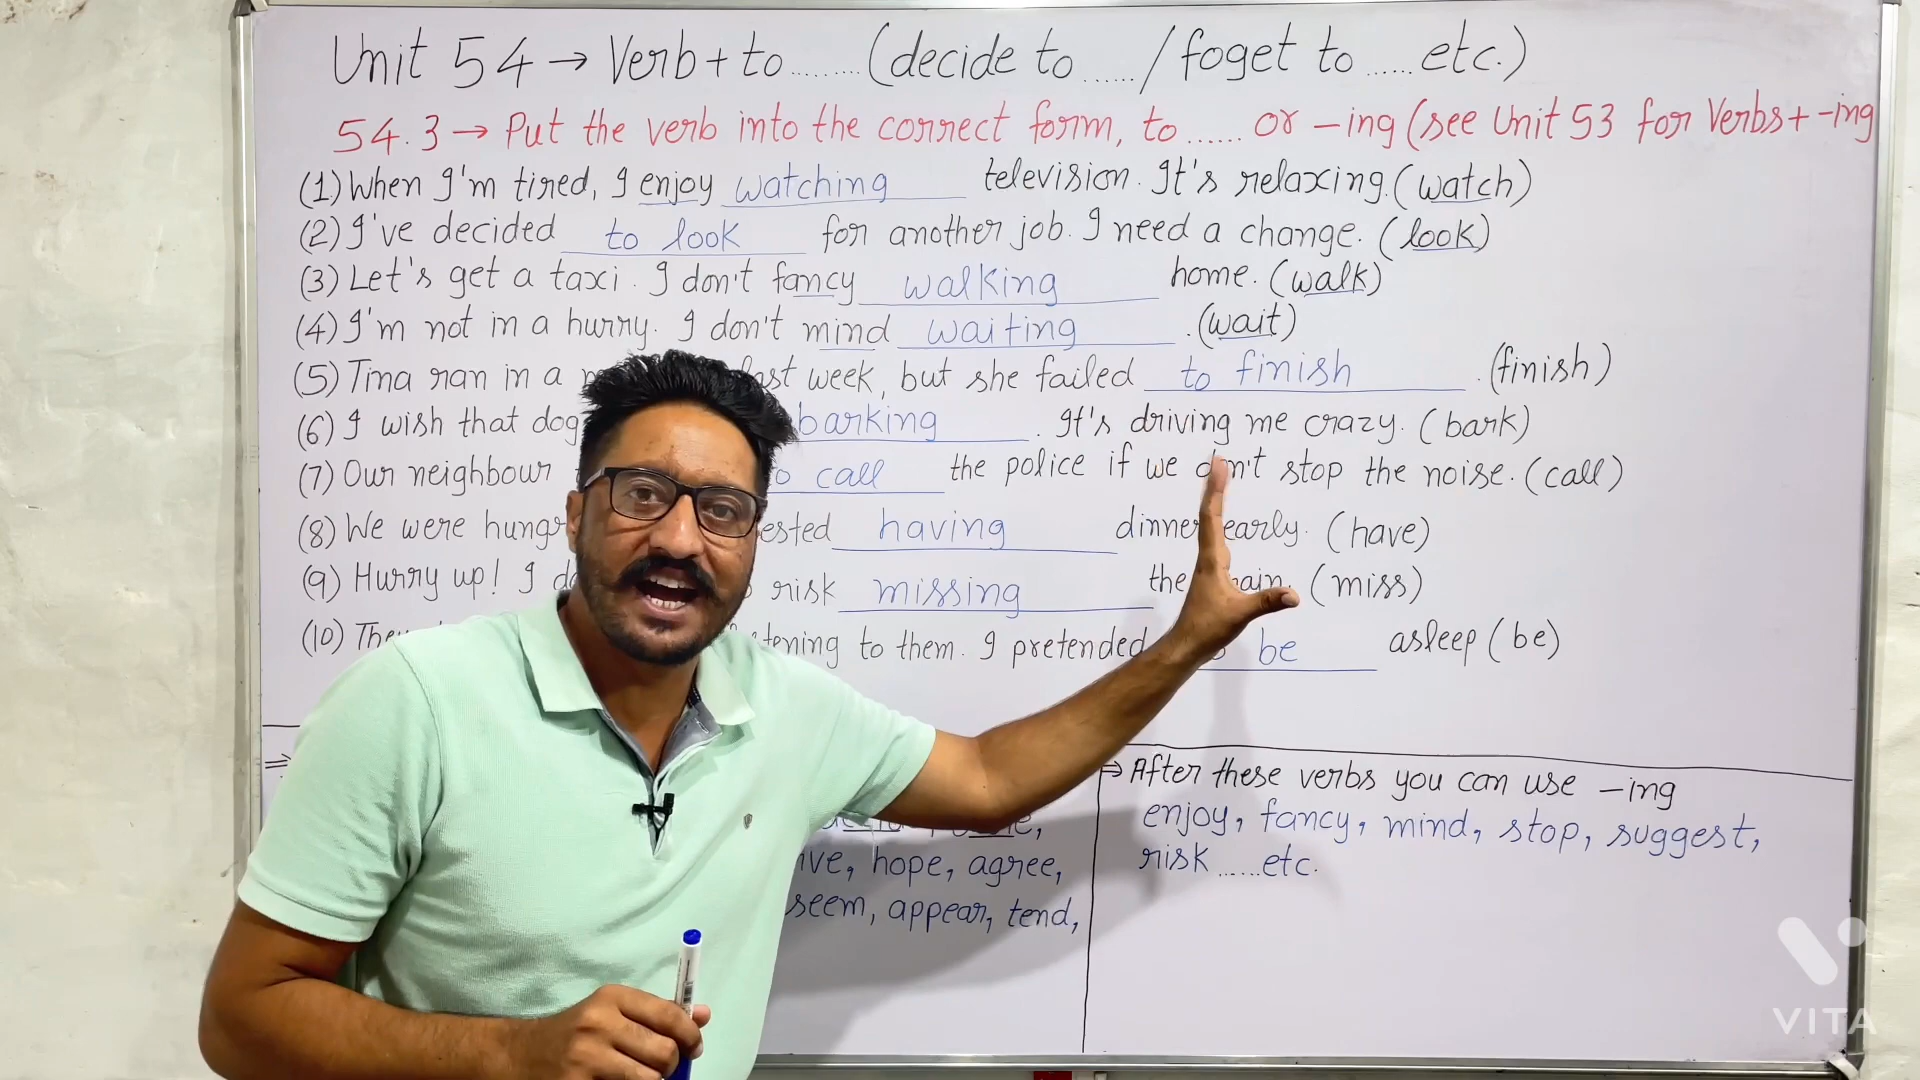 Unit 54 → Verb + to ........ (decide to ...... / foget to ...... etc.)
54.3 → Put the verb into the correct form, to ...... or -ing (see Unit 53 for Verbs + -ing
(1) When I'm tired, I enjoy watching television. It's relaxing. (watch)
(2) I've decided to look for another job. I need a change. (look)
(3) Let's get a taxi. I don't fancy walking home. (walk)
(4) I'm not in a hurry. I don't mind waiting. (wait)
(5) Tina ran in a last week, but she failed to finish. (finish)
(6) I wish that dog barking. It's driving me crazy. (bark)
(7) Our neighbour call the police if we don't stop the noise. (call)
(8) We were having dinner early. (have)
(9) Hurry up! I risk missing the (miss)
(10) to them. I pretended be asleep (be)
⇒
⇒ After these verbs you can use -ing
enjoy, fancy, mind, stop, suggest,
risk ...... etc.
hope, agree,
seem, appear, tend,
VITA